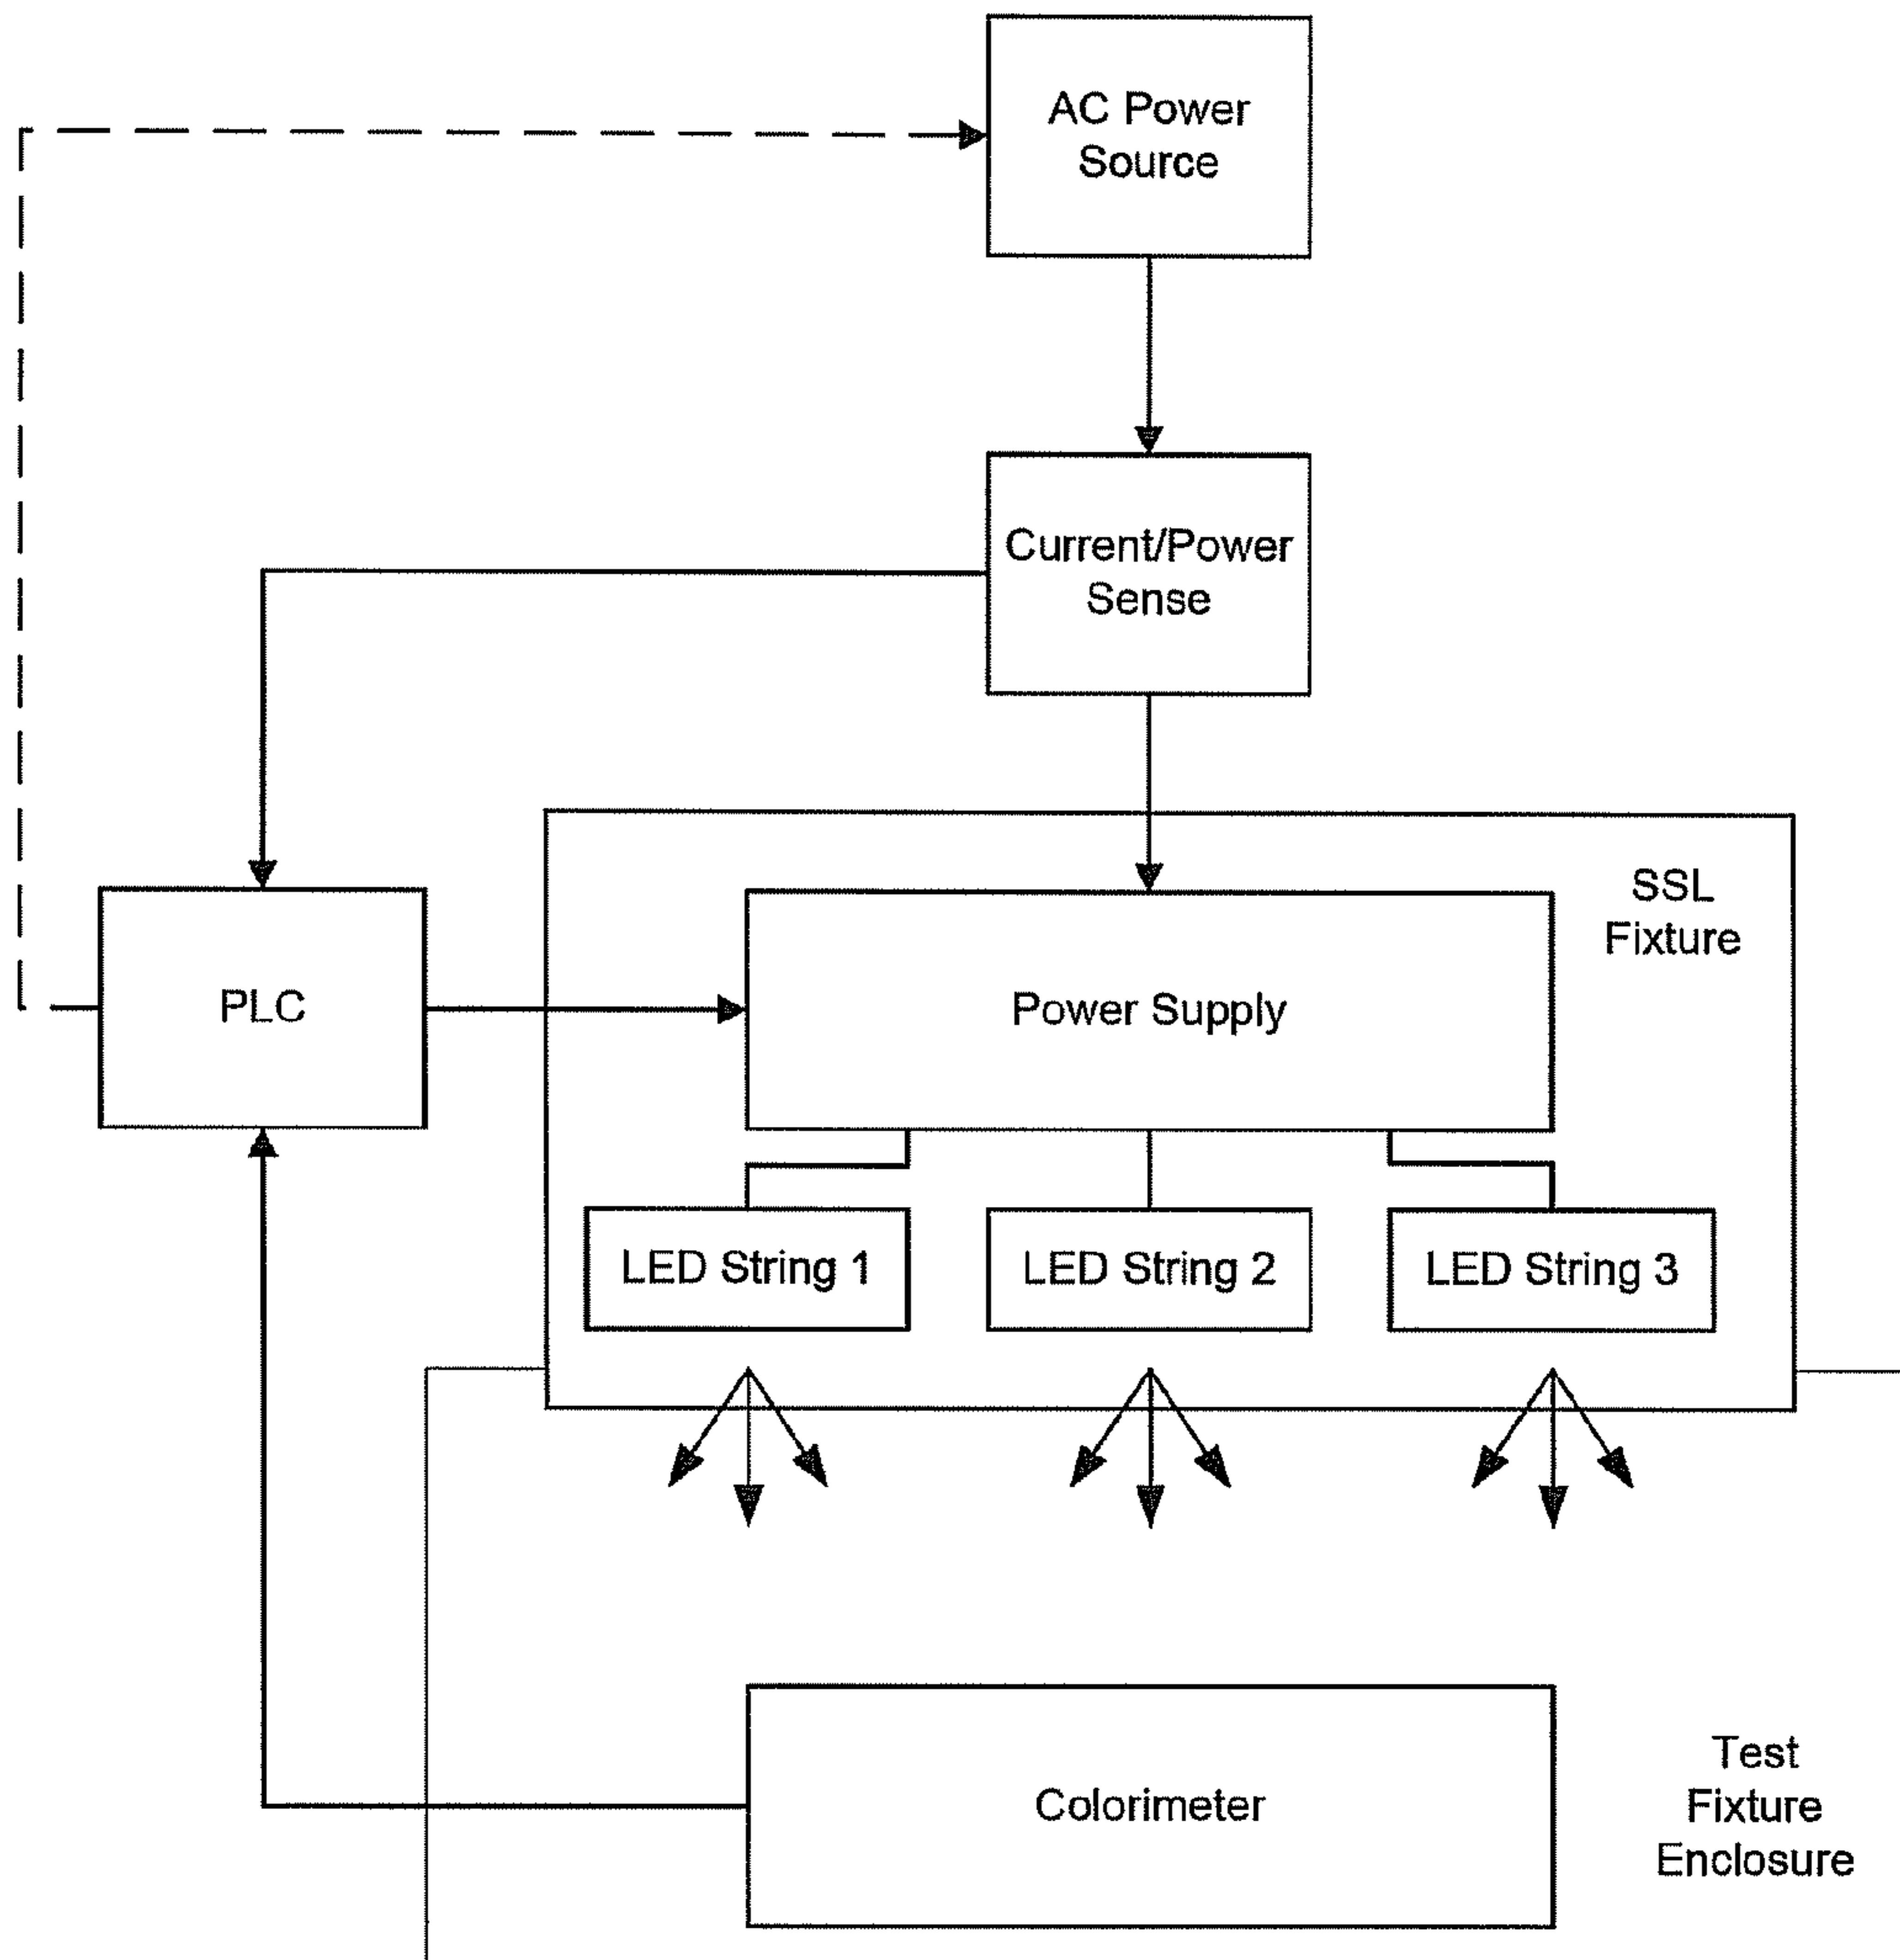 AC Power
Source
Current/Power
Sense
SSL
Fixture
PLC
Power Supply
LED String 1
LED String 2
LED String 3
Colorimeter
Test
Fixture
Enclosure